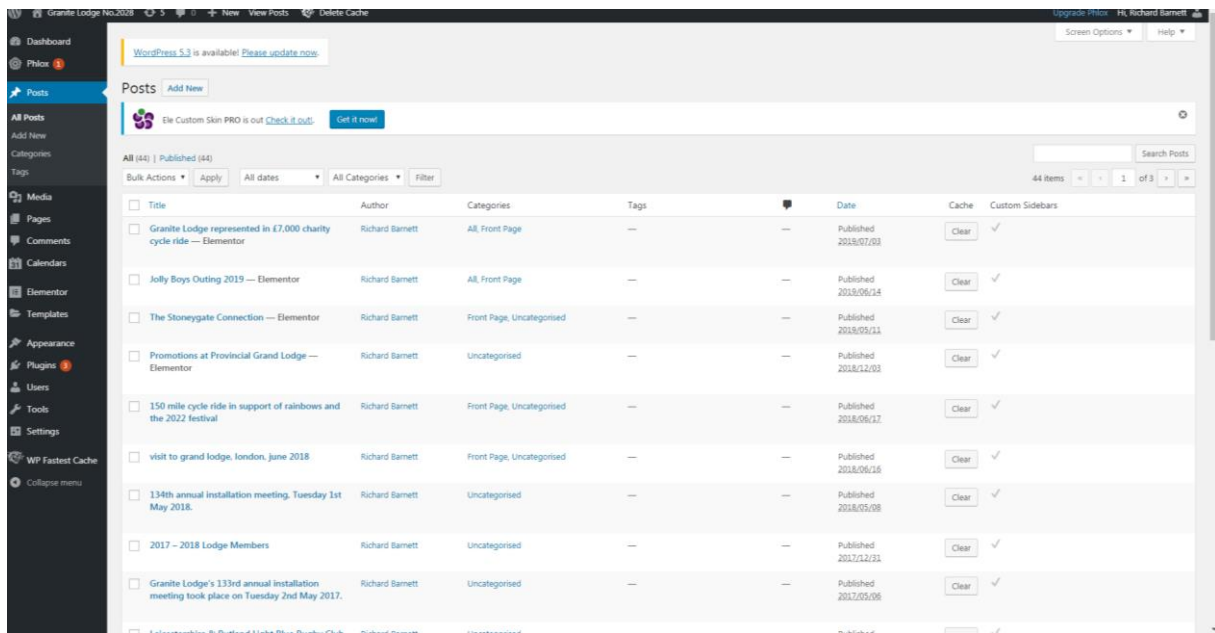 Granite Lodge No.2028 5 0 New View Posts Delete Cache Upgrade Phlox Hi, Richard Barnett
Screen Options Help
Dashboard
Phlox 1
Posts
All Posts
Add New
Categories
Tags
Media
Pages
Comments
Calendars
Elementor
Templates
Appearance
Plugins 3
Users
Tools
Settings
WP Fastest Cache
Collapse menu
WordPress 5.3 is available! Please update now.
Posts Add New
Ele Custom Skin PRO is out Check it out!. Get it now!
All (44) | Published (44)
Search Posts
Bulk Actions Apply All dates All Categories Filter 44 items « ‹ 1 of 3 › »
Title Author Categories Tags Date Cache Custom Sidebars
Granite Lodge represented in £7,000 charity Richard Barnett All, Front Page — — Published Clear
cycle ride — Elementor 2019/07/03
Jolly Boys Outing 2019 — Elementor Richard Barnett All, Front Page — — Published Clear
2019/06/14
The Stoneygate Connection — Elementor Richard Barnett Front Page, Uncategorised — — Published Clear
2019/05/11
Promotions at Provincial Grand Lodge — Richard Barnett Uncategorised — — Published Clear
Elementor 2018/12/03
150 mile cycle ride in support of rainbows and Richard Barnett Front Page, Uncategorised — — Published Clear
the 2022 festival 2018/06/17
visit to grand lodge, london. june 2018 Richard Barnett Front Page, Uncategorised — — Published Clear
2018/06/16
134th annual installation meeting, Tuesday 1st Richard Barnett Uncategorised — — Published Clear
May 2018. 2018/05/08
2017 – 2018 Lodge Members Richard Barnett Uncategorised — — Published Clear
2017/12/31
Granite Lodge's 133rd annual installation Richard Barnett Uncategorised — — Published Clear
meeting took place on Tuesday 2nd May 2017. 2017/05/06
Leicestershire & Rutland Light Blue Rugby Club Richard Barnett Uncategorised Published